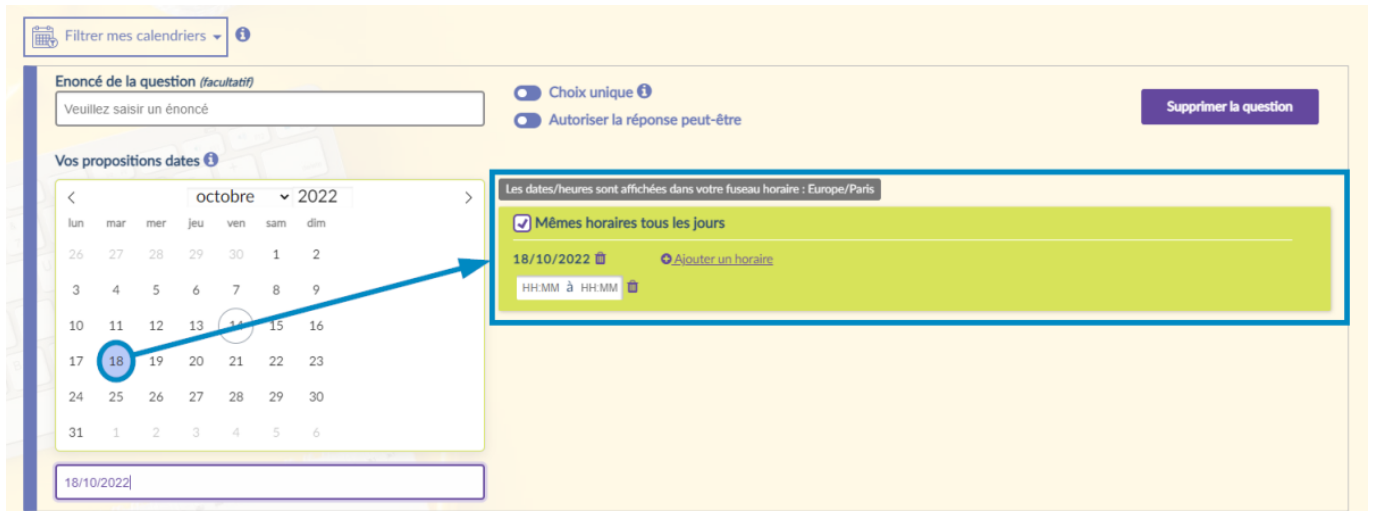 Filtrer mes calendriers
Enoncé de la question (facultatif)
Veuillez saisir un énoncé
Choix unique
Autoriser la réponse peut-être
Supprimer la question
Vos propositions dates
octobre 2022
lun mar mer jeu ven sam dim
26 27 28 29 30 1 2
3 4 5 6 7 8 9
10 11 12 13 14 15 16
17 18 19 20 21 22 23
24 25 26 27 28 29 30
31 1 2 3 4 5 6
18/10/2022
Les dates/heures sont affichées dans votre fuseau horaire : Europe/Paris
Mêmes horaires tous les jours
18/10/2022 Ajouter un horaire
HH:MM à HH:MM